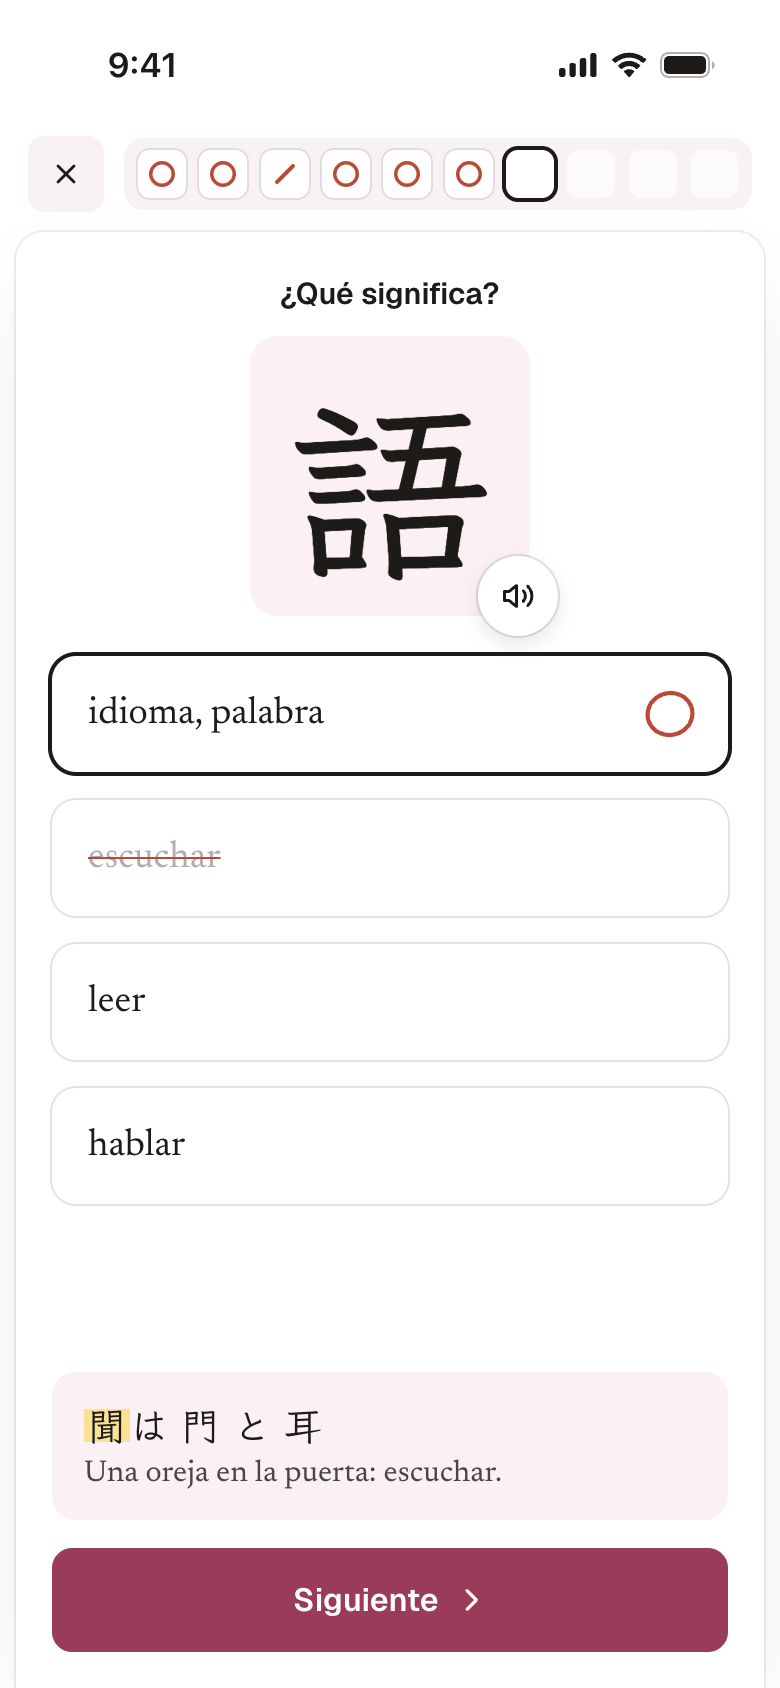 9:41
¿Qué significa?
語
idioma, palabra
escuchar
leer
hablar
聞は 門 と 耳
Una oreja en la puerta: escuchar.
Siguiente